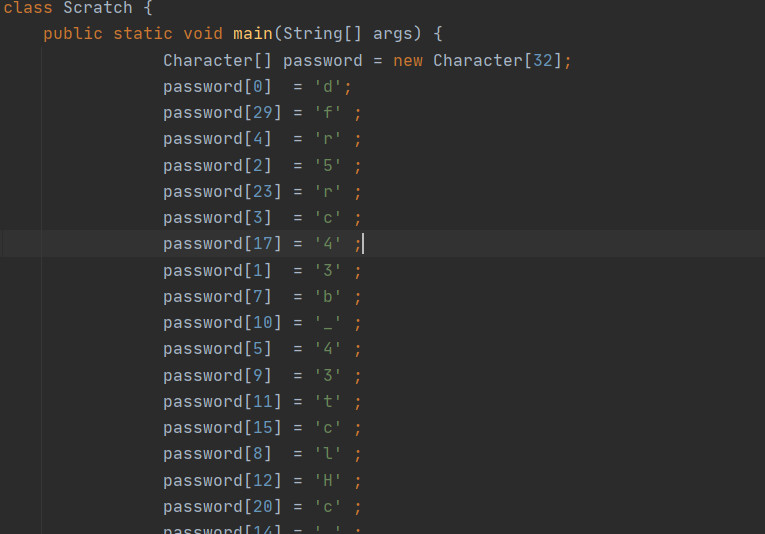 class Scratch {
public static void main(String[] args) {
Character[] password = new Character[32];
password[0]  = 'd';
password[29] = 'f' ;
password[4]  = 'r' ;
password[2]  = '5' ;
password[23] = 'r' ;
password[3]  = 'c' ;
password[17] = '4' ;
password[1]  = '3' ;
password[7]  = 'b' ;
password[10] = '_' ;
password[5]  = '4' ;
password[9]  = '3' ;
password[11] = 't' ;
password[15] = 'c' ;
password[8]  = 'l' ;
password[12] = 'H' ;
password[20] = 'c' ;
password[14] = '_' ;